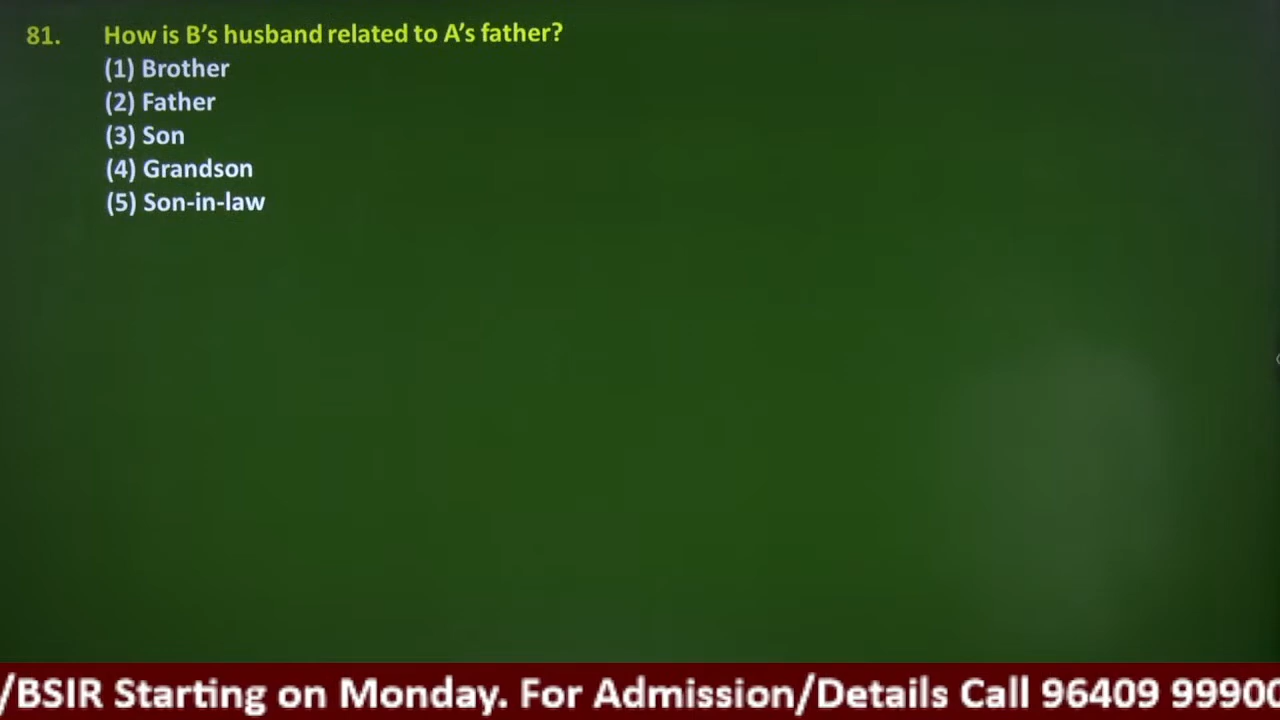 81. How is B's husband related to A's father?
(1) Brother
(2) Father
(3) Son
(4) Grandson
(5) Son-in-law
/BSIR Starting on Monday. For Admission/Details Call 96409 9990